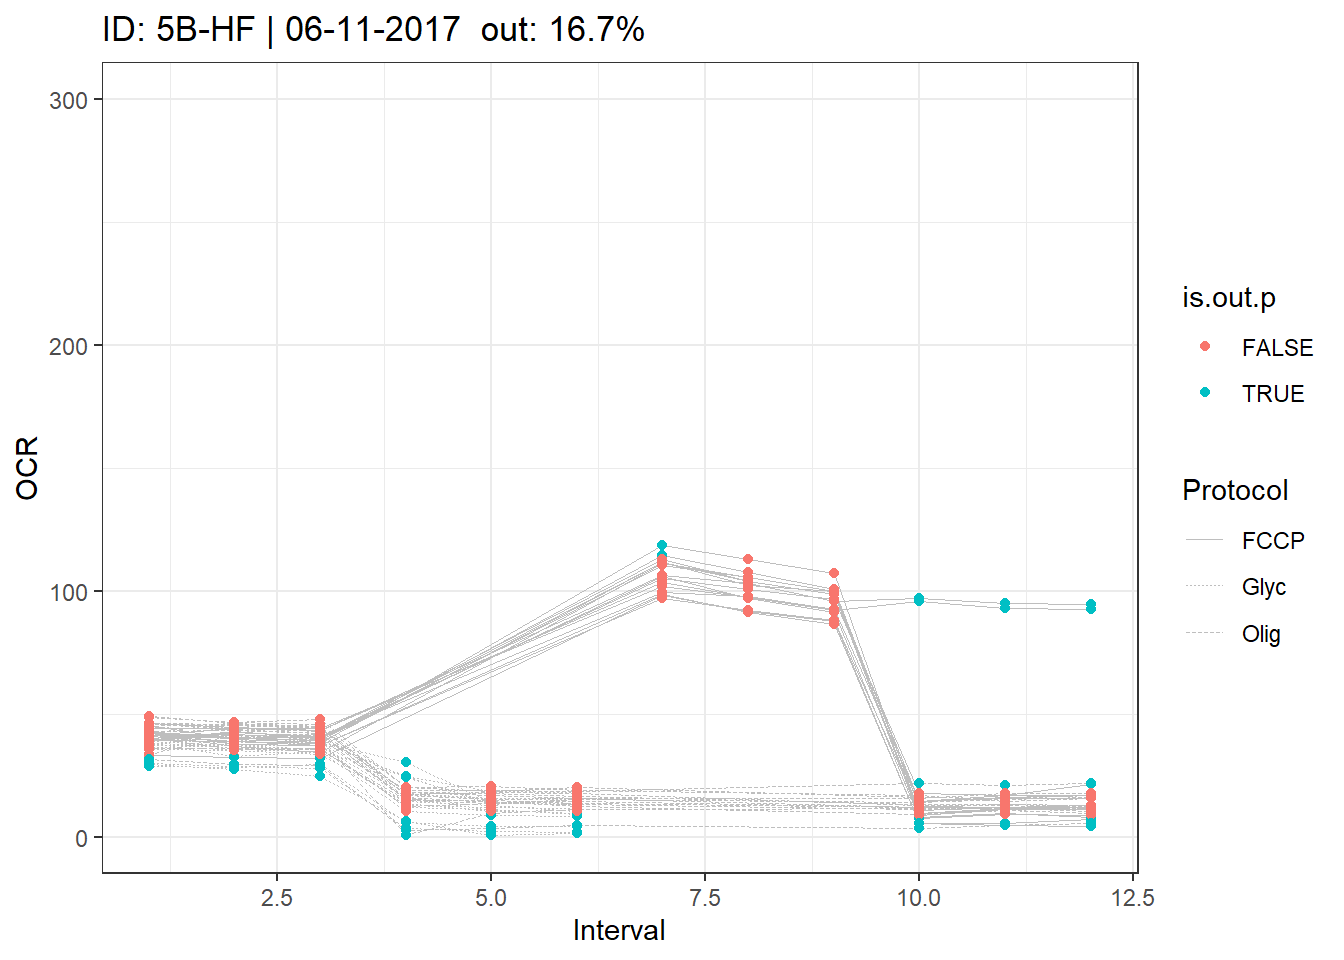 ID: 5B-HF | 06-11-2017  out: 16.7%
300
200
100
0
OCR
2.5
5.0
7.5
10.0
12.5
Interval
is.out.p
FALSE
TRUE
Protocol
FCCP
Glyc
Olig